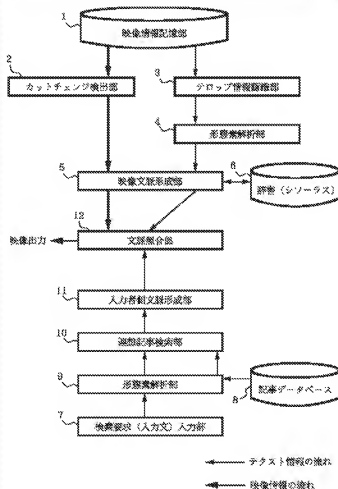 1
映像情報記憶部
2
カットチェンジ検出部
3
テロップ情報認識部
4
形態素解析部
5
映像文脈形成部
6
辞書（シソーラス）
12
文脈照合部
映像出力
11
入力者側文脈形成部
10
連想記事検索部
9
形態素解析部
8
記事データベース
7
検索要求（入力文）入力部
テクスト情報の流れ
映像情報の流れ